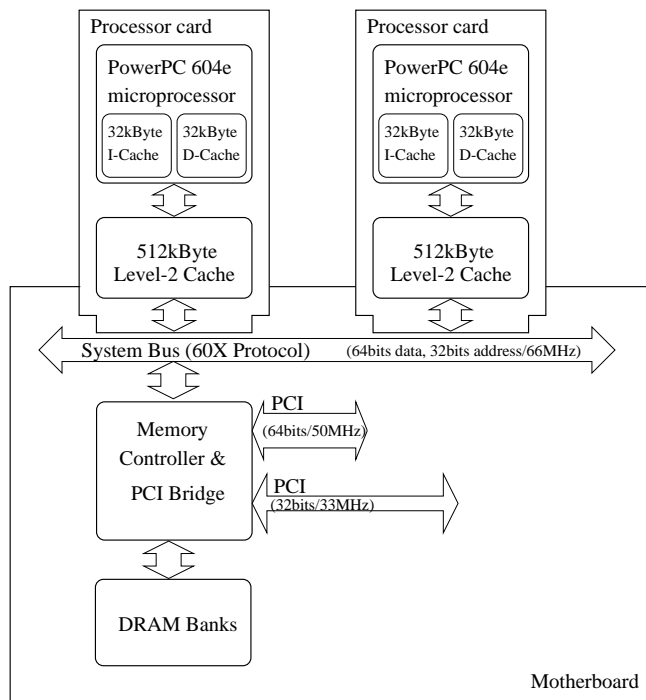 Processor card
PowerPC 604e
microprocessor
32kByte
I-Cache
32kByte
D-Cache
512kByte
Level-2 Cache
Processor card
PowerPC 604e
microprocessor
32kByte
I-Cache
32kByte
D-Cache
512kByte
Level-2 Cache
System Bus (60X Protocol) (64bits data, 32bits address/66MHz)
Memory
Controller &
PCI Bridge
PCI
(64bits/50MHz)
PCI
(32bits/33MHz)
DRAM Banks
Motherboard